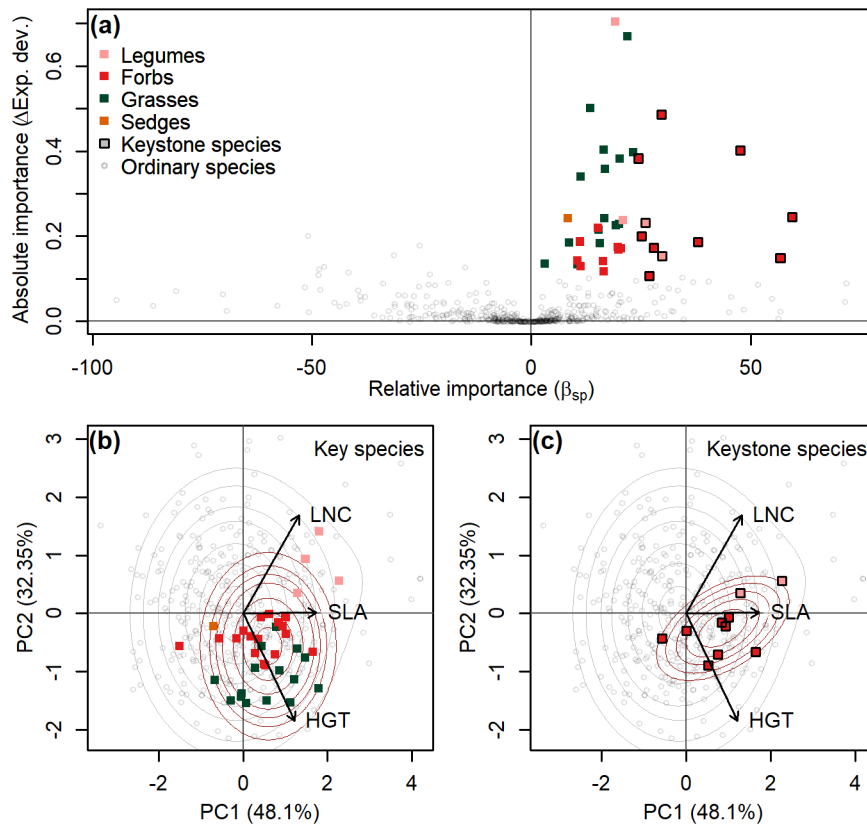 (a)
Legumes
Forbs
Grasses
Sedges
Keystone species
Ordinary species
Absolute importance (ΔExp. dev.)
0.6
0.4
0.2
0.0
-100
-50
0
50
Relative importance (βsp)
(b)
Key species
LNC
SLA
HGT
PC2 (32.35%)
3
2
1
0
-1
-2
-2
0
2
4
PC1 (48.1%)
(c)
Keystone species
LNC
SLA
HGT
PC2 (32.35%)
3
2
1
0
-1
-2
-2
0
2
4
PC1 (48.1%)